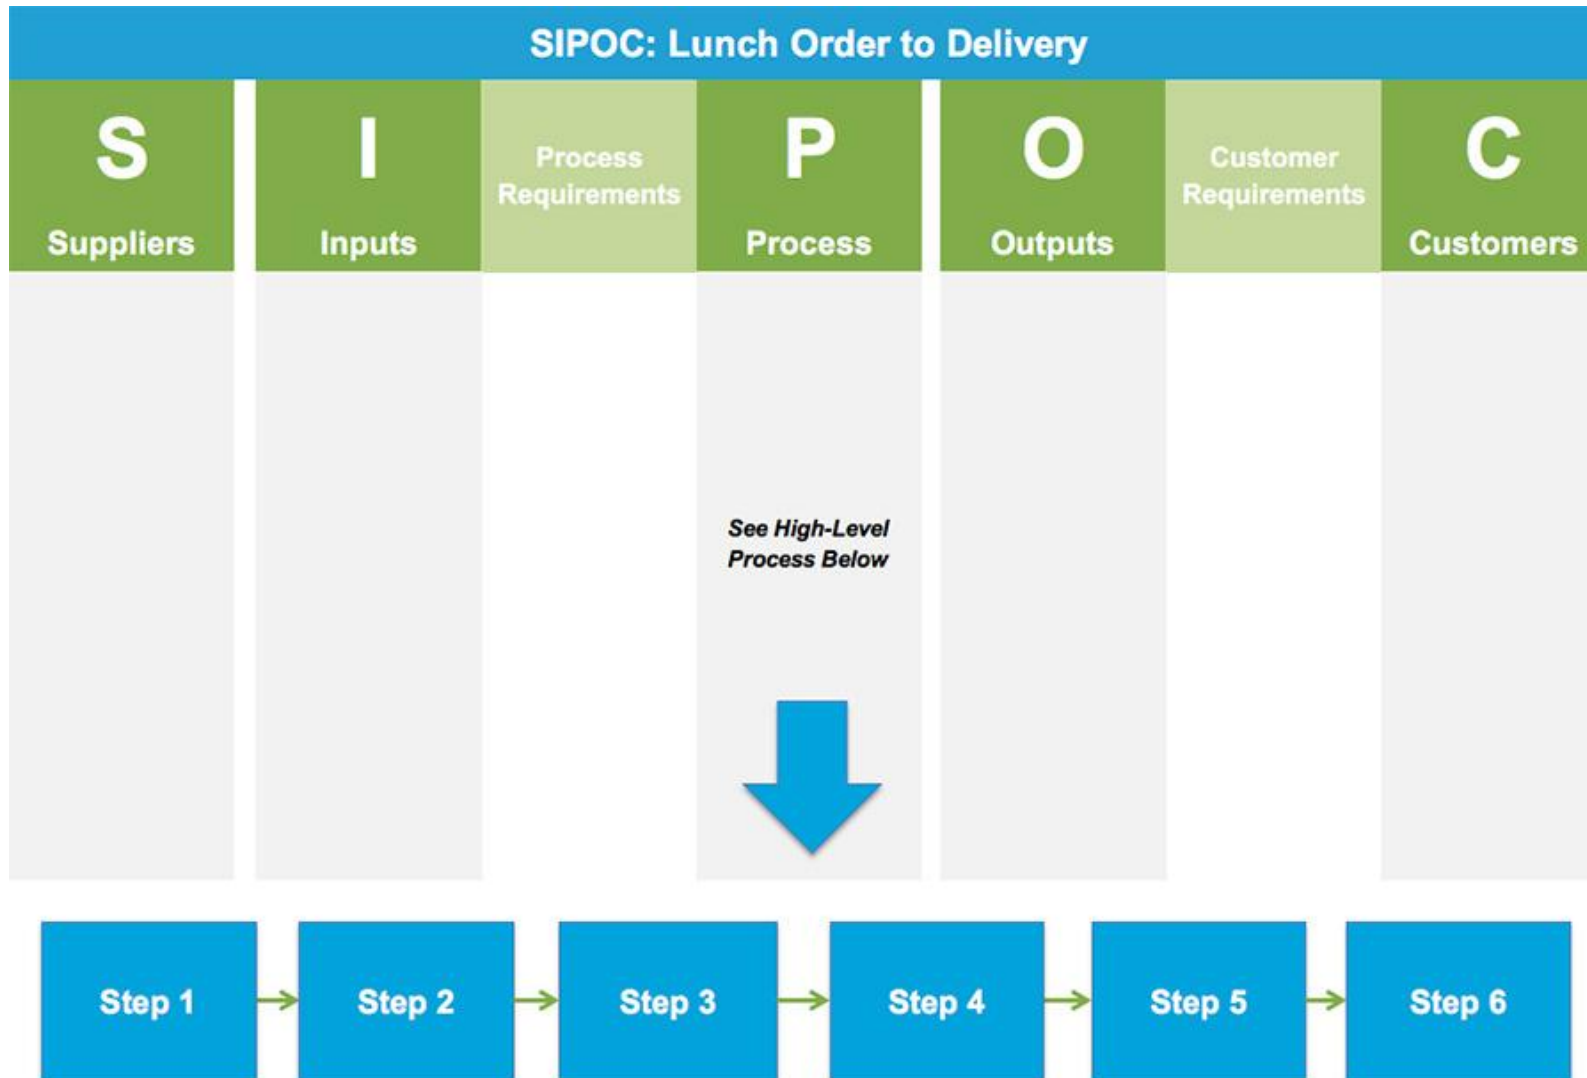 SIPOC: Lunch Order to Delivery
S
Suppliers
I
Inputs
Process
Requirements
P
Process
O
Outputs
Customer
Requirements
C
Customers
See High-Level
Process Below
Step 1
Step 2
Step 3
Step 4
Step 5
Step 6